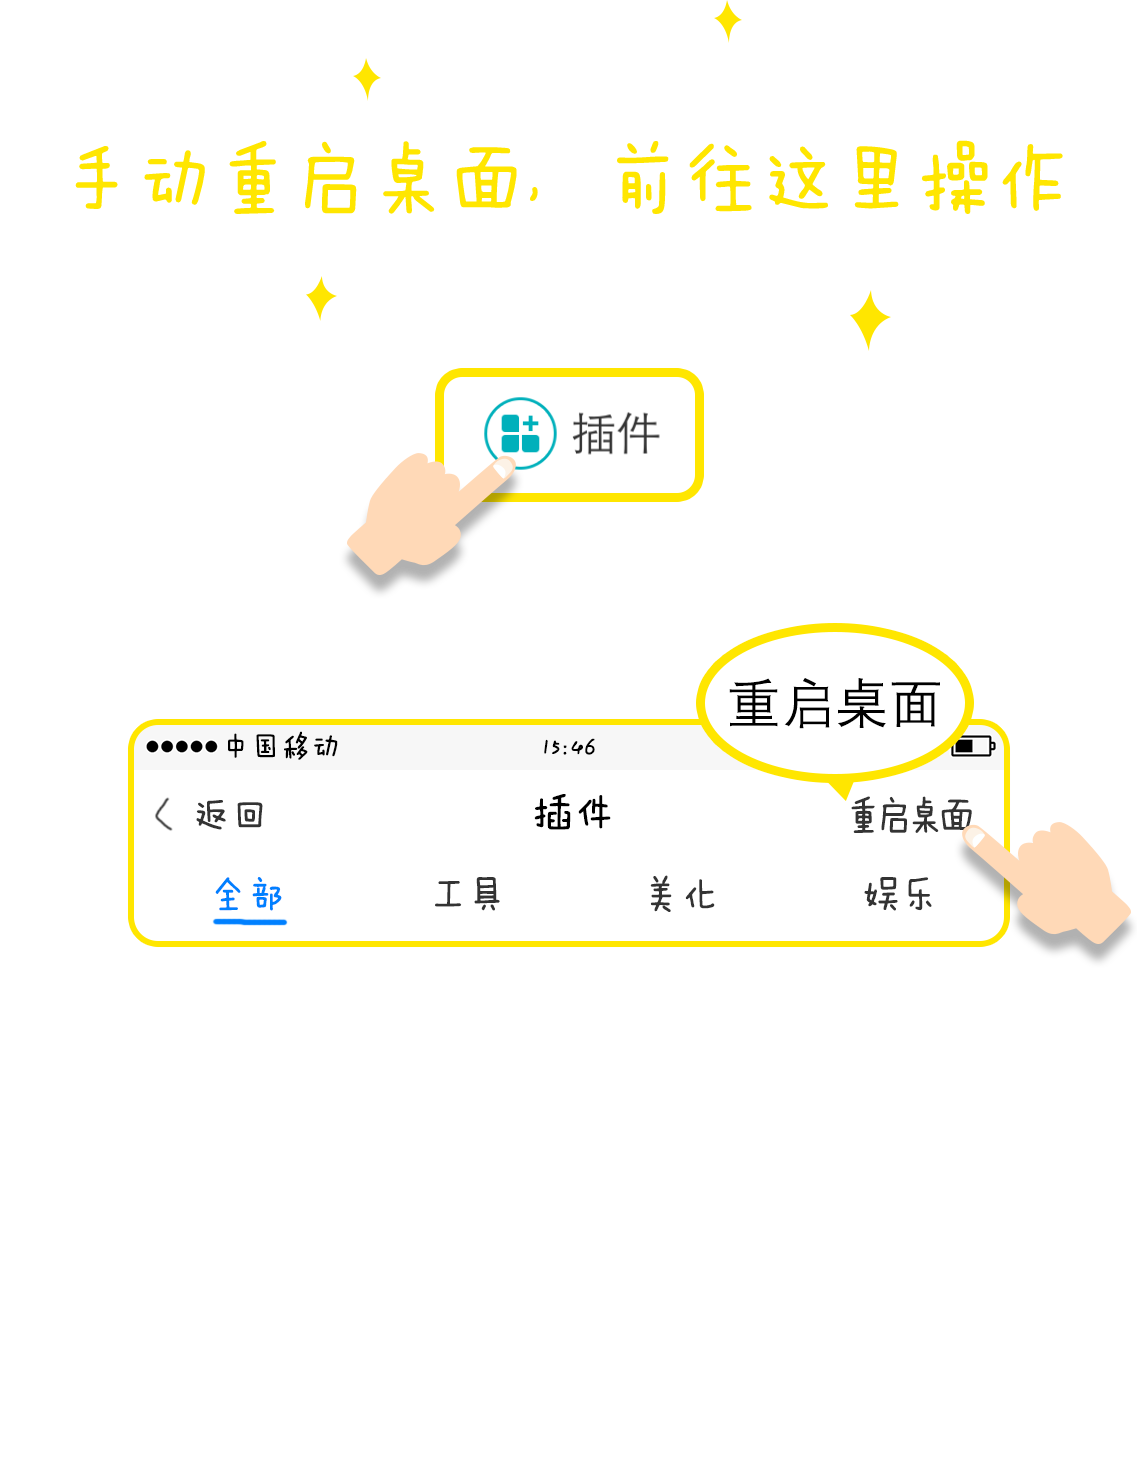 手动重启桌面，前往这里操作
插件
重启桌面
中国移动 15:46
返回 插件 重启桌面
全部 工具 美化 娱乐